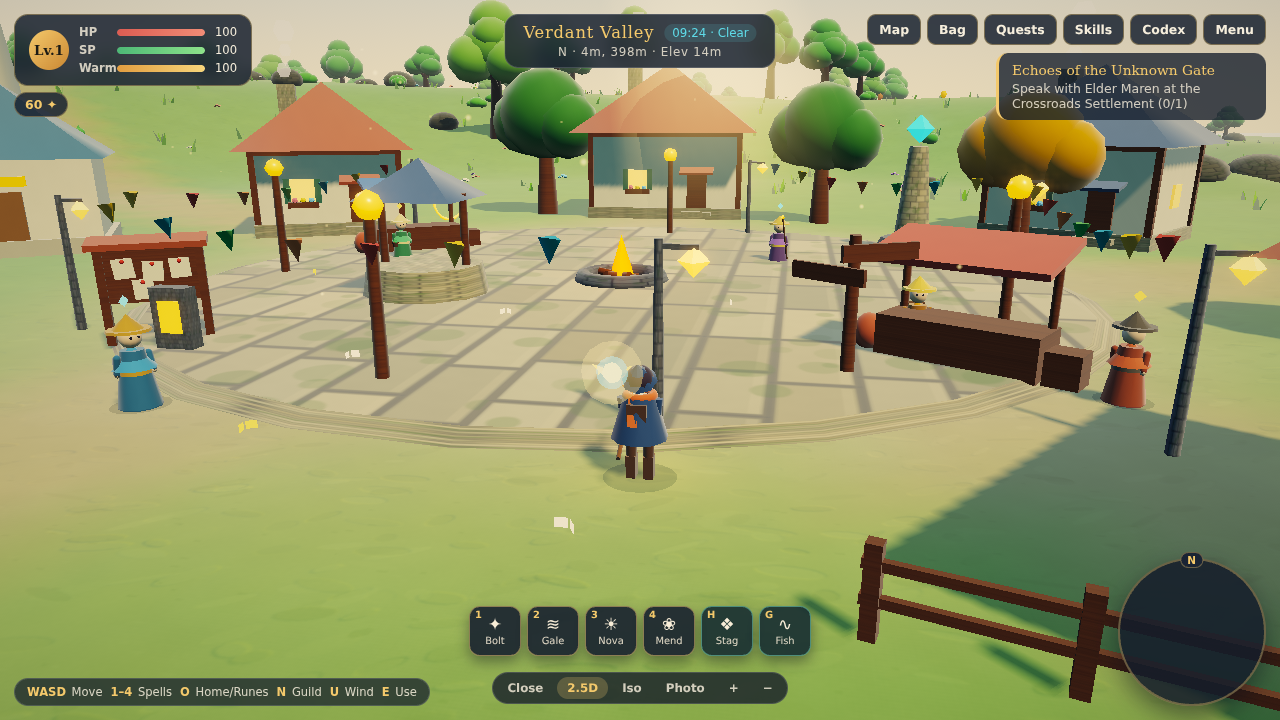 Lv.1
HP 100
SP 100
Warm 100
60 ✦
Verdant Valley 09:24 · Clear
N · 4m, 398m · Elev 14m
Map Bag Quests Skills Codex Menu
Echoes of the Unknown Gate
Speak with Elder Maren at the
Crossroads Settlement (0/1)
1 Bolt
2 Gale
3 Nova
4 Mend
H Stag
G Fish
WASD Move 1–4 Spells O Home/Runes N Guild U Wind E Use
Close 2.5D Iso Photo + −
N